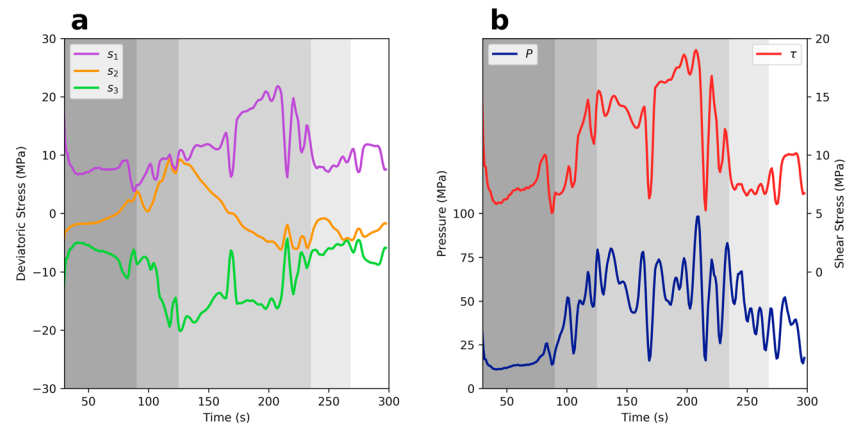 a
b
30
20
10
0
−10
−20
−30
Deviatoric Stress (MPa)
s1
s2
s3
50
100
150
200
250
300
Time (s)
100
75
50
25
0
Pressure (MPa)
P
τ
20
15
10
5
0
Shear Stress (MPa)
50
100
150
200
250
300
Time (s)